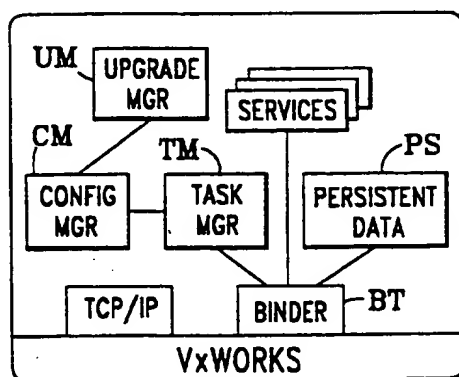 UM
UPGRADE
MGR
SERVICES
CM
TM
PS
CONFIG
MGR
TASK
MGR
PERSISTENT
DATA
TCP/IP
BINDER
BT
VxWORKS